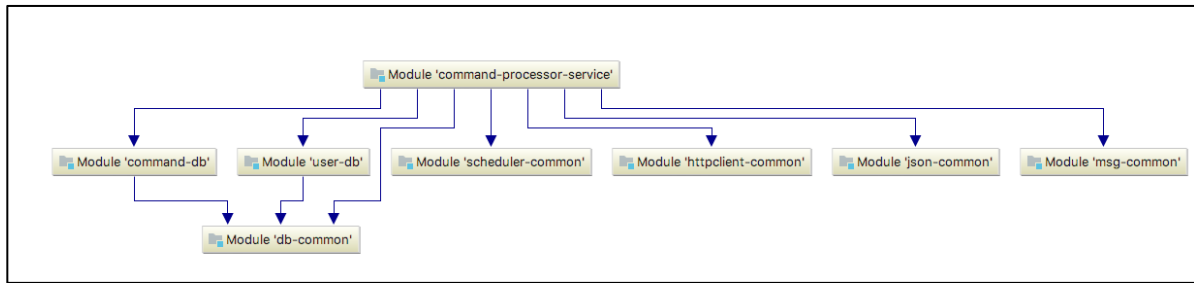 Module 'command-processor-service'
Module 'command-db'
Module 'user-db'
Module 'scheduler-common'
Module 'httpclient-common'
Module 'json-common'
Module 'msg-common'
Module 'db-common'